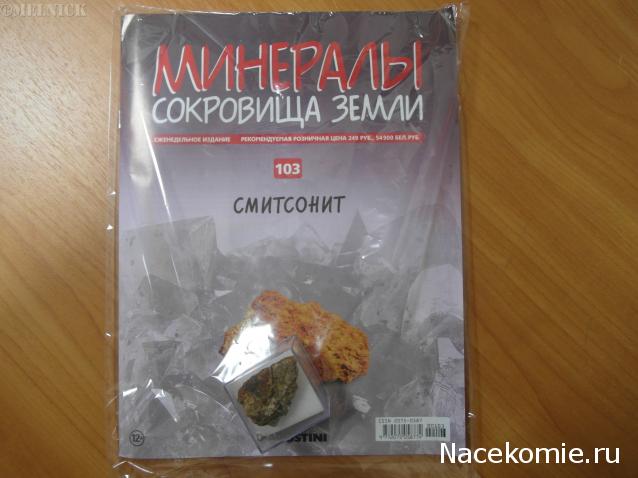 ©MELNICK
МИНЕРАЛЫ
СОКРОВИЩА ЗЕМЛИ
ЕЖЕНЕДЕЛЬНОЕ ИЗДАНИЕ РЕКОМЕНДУЕМАЯ РОЗНИЧНАЯ ЦЕНА 249 РУБ., 54900 БЕЛ. РУБ.
103
СМИТСОНИТ
12+
Nacekomie.ru